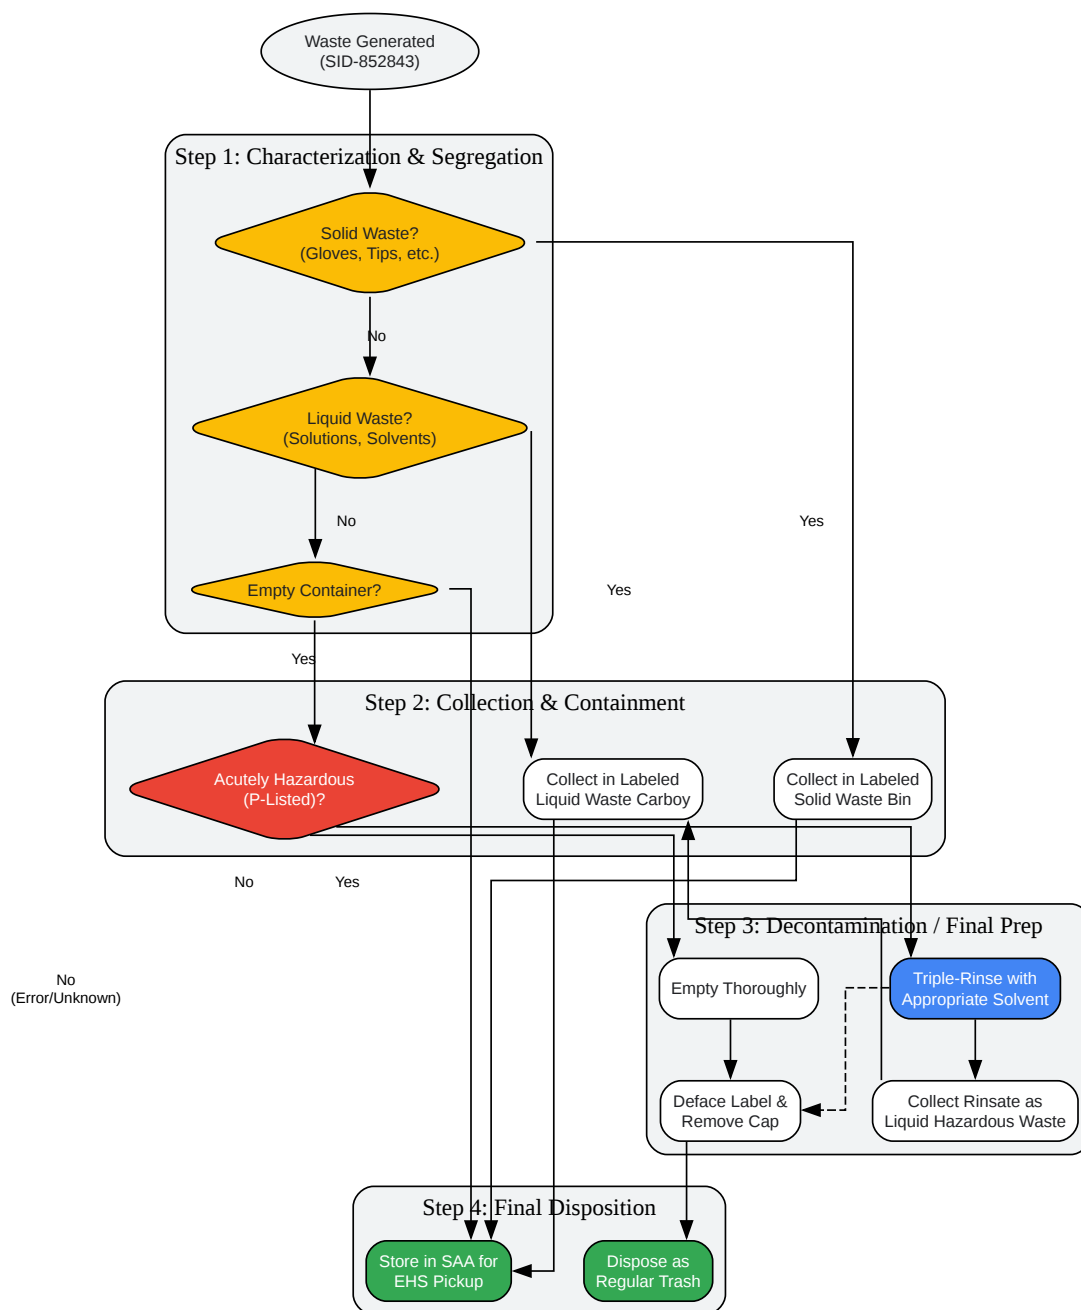 Waste Generated
(SID-852843)
Step 1: Characterization & Segregation
Solid Waste?
(Gloves, Tips, etc.)
No
Liquid Waste?
(Solutions, Solvents)
No
Yes
Empty Container?
Yes
Yes
Step 2: Collection & Containment
Acutely Hazardous
(P-Listed)?
Collect in Labeled
Liquid Waste Carboy
Collect in Labeled
Solid Waste Bin
No
Yes
Step 3: Decontamination / Final Prep
No
(Error/Unknown)
Empty Thoroughly
Triple-Rinse with
Appropriate Solvent
Deface Label &
Remove Cap
Collect Rinsate as
Liquid Hazardous Waste
Step 4: Final Disposition
Store in SAA for
EHS Pickup
Dispose as
Regular Trash